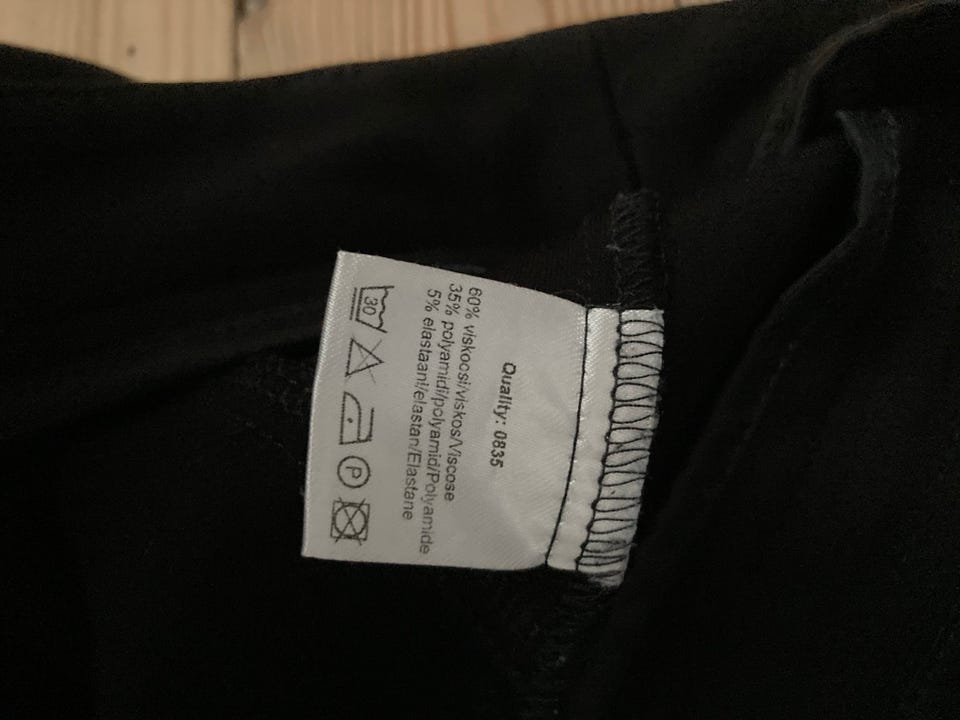 Quality: 0835
60% viskoosi/viskos/Viscose
35% polyamidi/polyamid/Polyamide
5% elastaani/elastan/Elastane
30
P